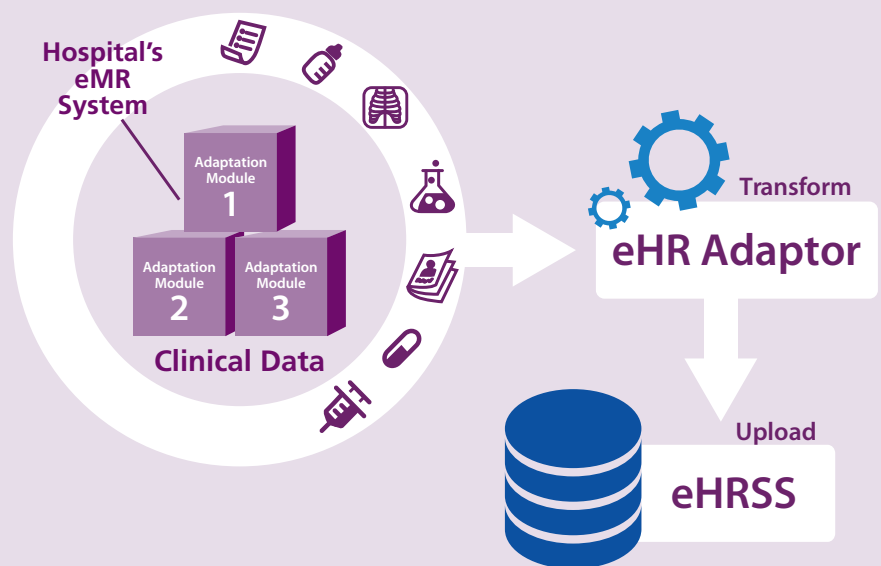 Hospital's
eMR
System
Adaptation
Module
1
Adaptation
Module
2
Adaptation
Module
3
Clinical Data
Transform
eHR Adaptor
Upload
eHRSS